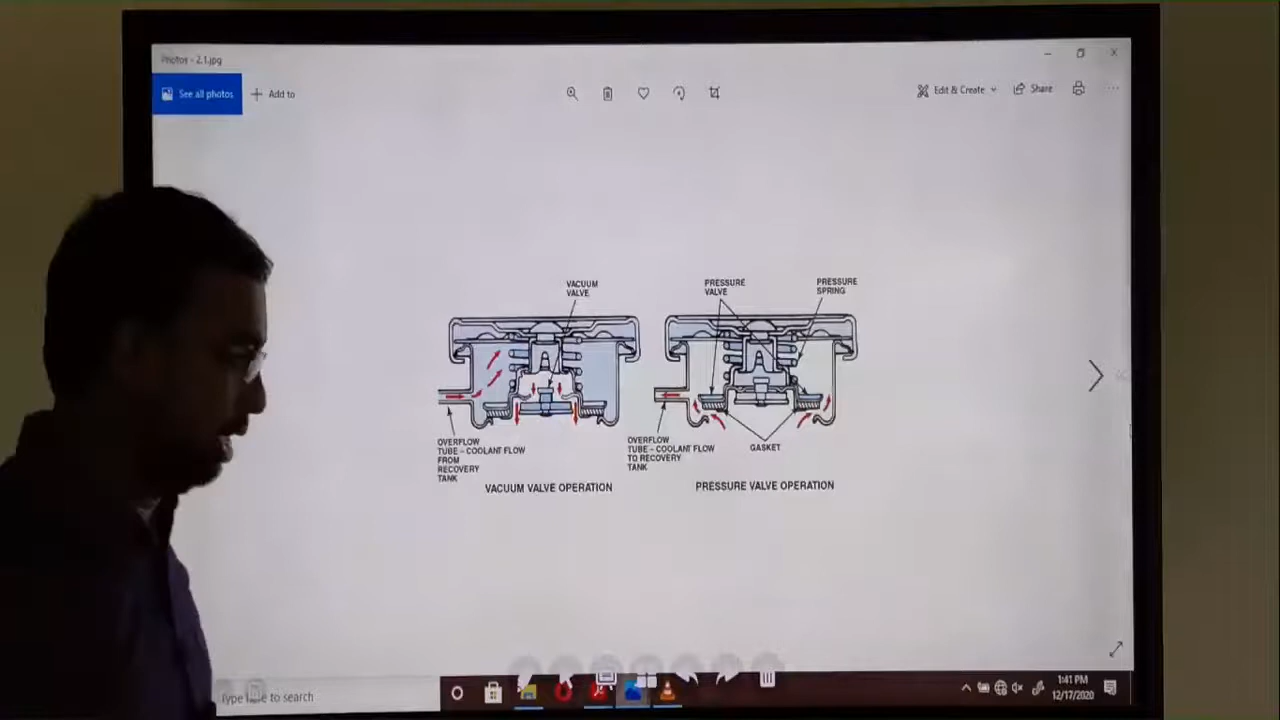 Photos - 2.1.jpg
See all photos
Add to
Edit & Create
Share
VACUUM
VALVE
PRESSURE
VALVE
PRESSURE
SPRING
OVERFLOW
TUBE – COOLANT FLOW
FROM
RECOVERY
TANK
OVERFLOW
TUBE – COOLANT FLOW
TO RECOVERY
TANK
GASKET
VACUUM VALVE OPERATION
PRESSURE VALVE OPERATION
Type here to search
1:41 PM
12/17/2020